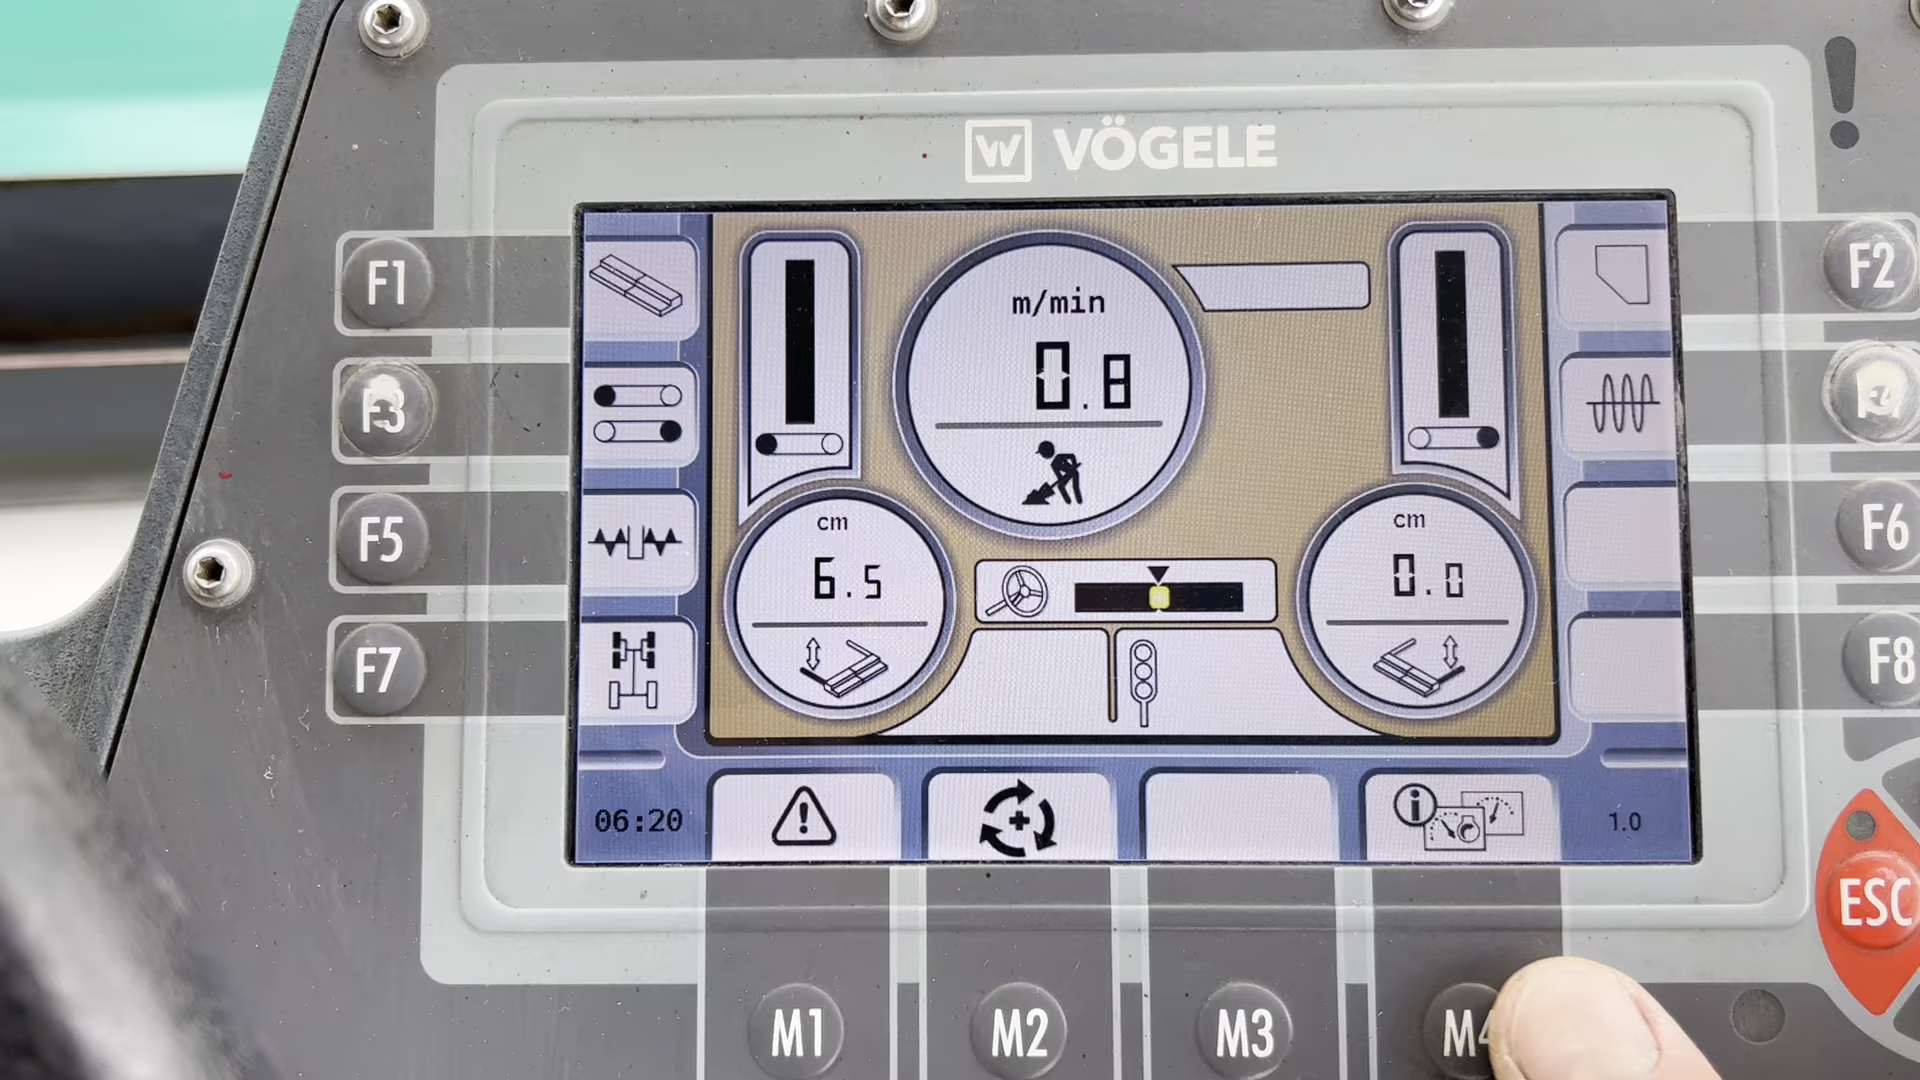 W VÖGELE
F1
F2
m/min
0.8
F3
F5
cm
6.5
cm
0.0
F6
F7
F8
06:20
1.0
ESC
M1
M2
M3